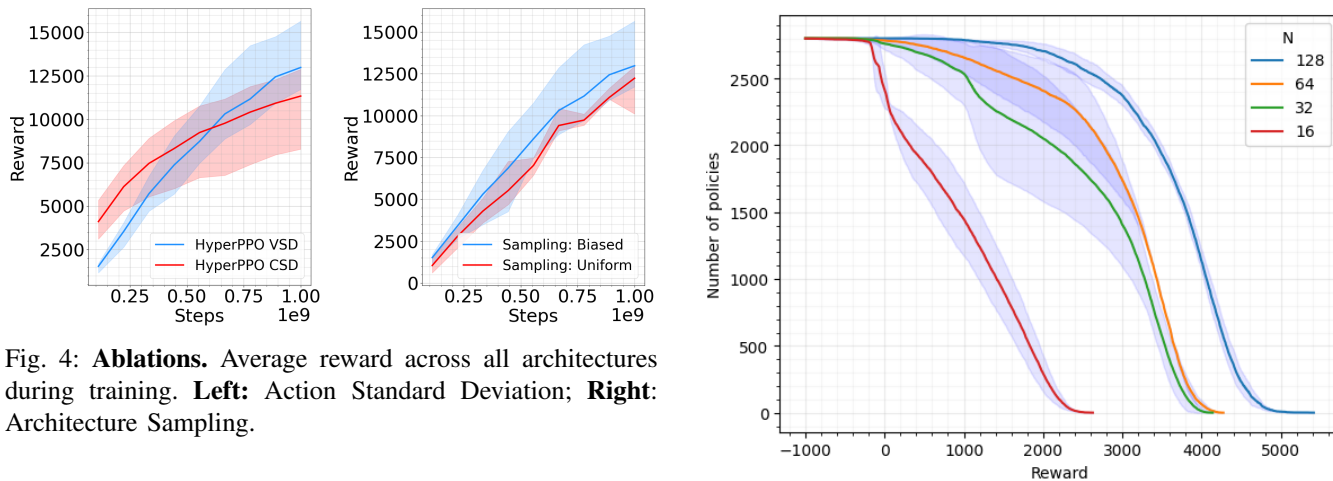 15000
12500
10000
7500
5000
2500
Reward
HyperPPO VSD
HyperPPO CSD
0.25 0.50 0.75 1.00
Steps 1e9
15000
12500
10000
7500
5000
2500
0
Reward
Sampling: Biased
Sampling: Uniform
0.25 0.50 0.75 1.00
Steps 1e9
Fig. 4: Ablations. Average reward across all architectures
during training. Left: Action Standard Deviation; Right:
Architecture Sampling.
2500
2000
1500
1000
500
0
Number of policies
N
128
64
32
16
−1000 0 1000 2000 3000 4000 5000
Reward